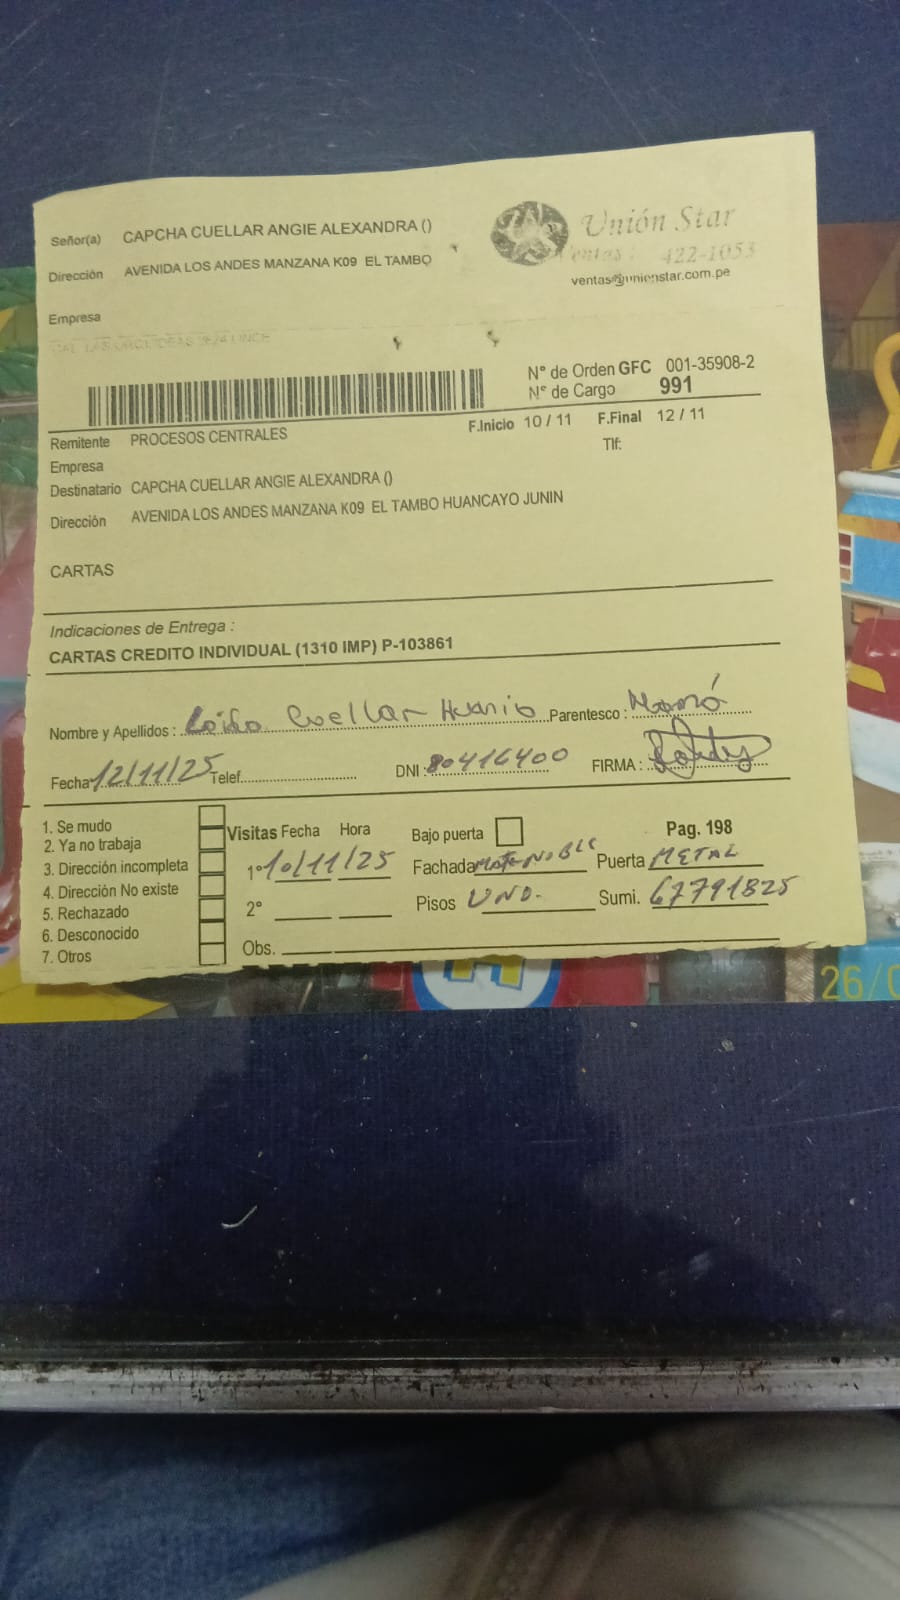 Señor(a) CAPCHA CUELLAR ANGIE ALEXANDRA ()
Dirección AVENIDA LOS ANDES MANZANA K09 EL TAMBO
Empresa
Unión Star
Ventas : 422-1053
ventas@unionstar.com.pe
N° de Orden GFC 001-35908-2
N° de Cargo 991
F.Inicio 10 / 11 F.Final 12 / 11
Remitente PROCESOS CENTRALES
Tlf:
Empresa
Destinatario CAPCHA CUELLAR ANGIE ALEXANDRA ()
Dirección AVENIDA LOS ANDES MANZANA K09 EL TAMBO HUANCAYO JUNIN
CARTAS
Indicaciones de Entrega :
CARTAS CREDITO INDIVIDUAL (1310 IMP) P-103861
Nombre y Apellidos : Cuellar Parentesco : Mamá
Fecha 12/11/25 Telef. DNI : 80416400 FIRMA :
1. Se mudo
2. Ya no trabaja
3. Dirección incompleta
4. Dirección No existe
5. Rechazado
6. Desconocido
7. Otros
Visitas Fecha Hora
1° 10/11/25
2°
Obs.
Bajo puerta Pag. 198
Fachada MATE NOBLE Puerta METAL
Pisos UNO. Sumi. 67791825
26/0